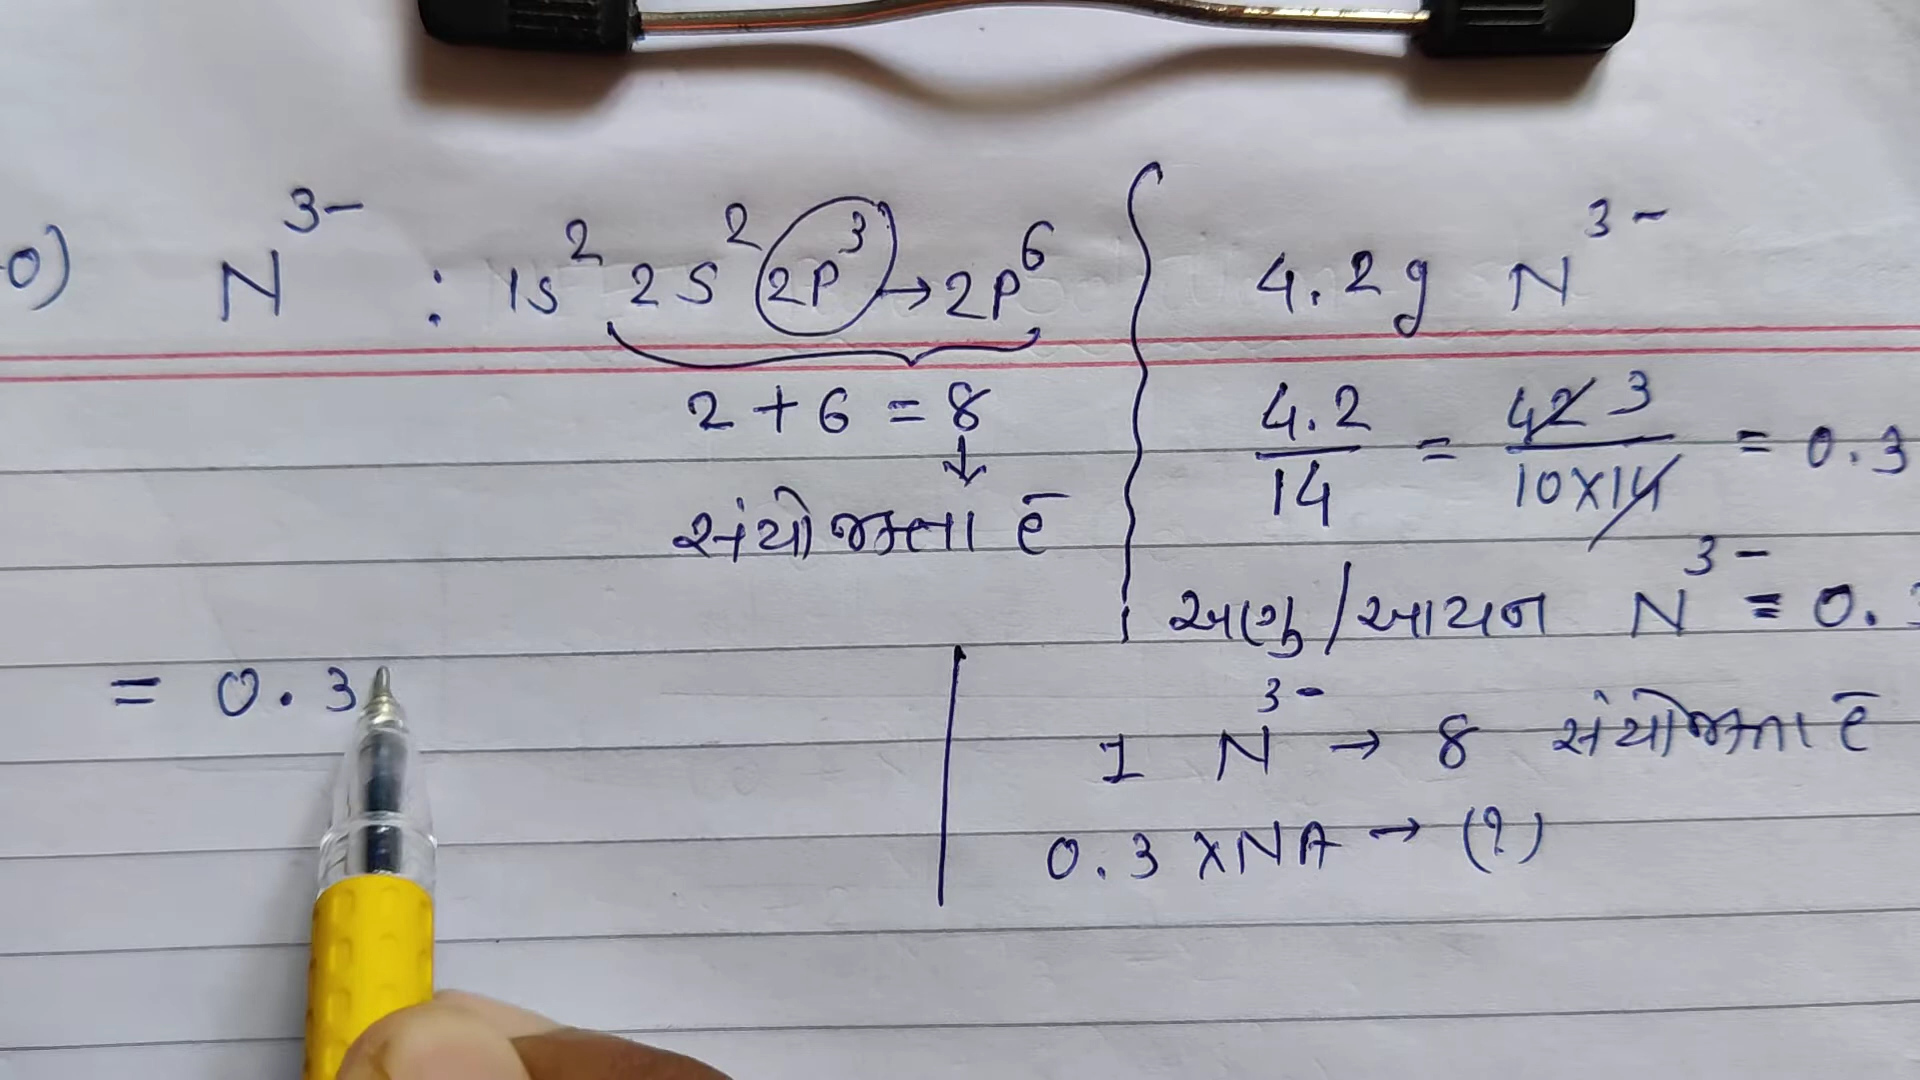 0) N³⁻ : 1s² 2s² 2p³ → 2p⁶
2 + 6 = 8
↓
સંયોજકતા ē
4.2g N³⁻
4.2/14 = 42 3/10×14 = 0.3
અણુ/આયન N³⁻ = 0.3
1 N³⁻ → 8 સંયોજકતા ē
0.3 × NA → (?)
= 0.3